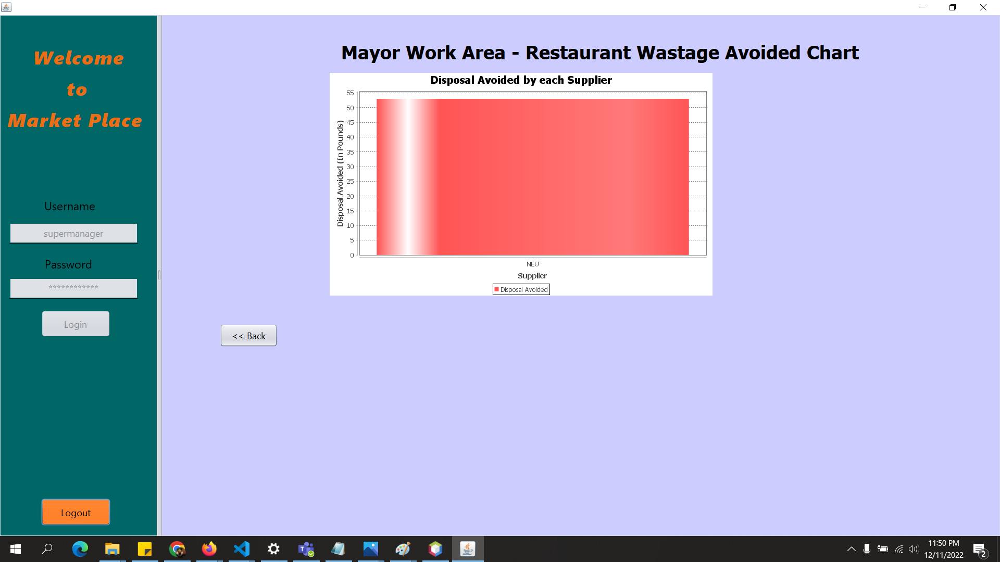 Welcome
to
Market Place
Username
supermanager
Password
************
Login
Logout
Mayor Work Area - Restaurant Wastage Avoided Chart
Disposal Avoided by each Supplier
Disposal Avoided (In Pounds)
55
50
45
40
35
30
25
20
15
10
5
0
NEU
Supplier
Disposal Avoided
<< Back
11:50 PM
12/11/2022
2